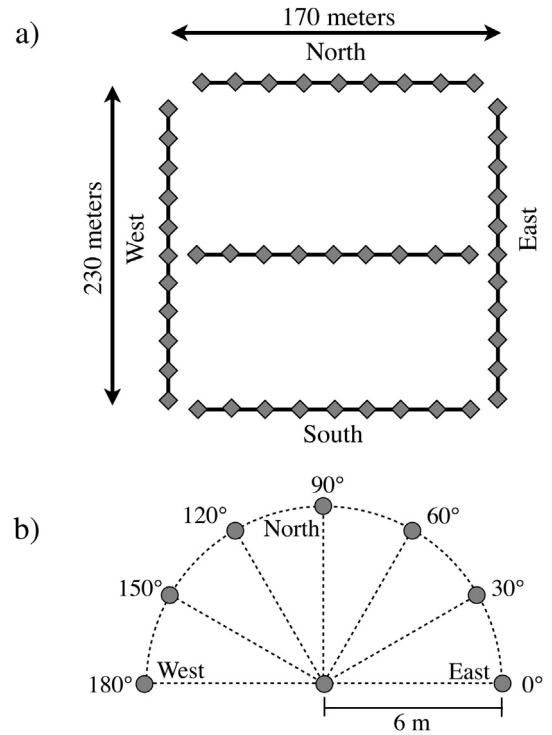 a)
170 meters
North
230 meters
West
East
South
b)
90°
120°
60°
North
150°
30°
180°
West
East
0°
6 m